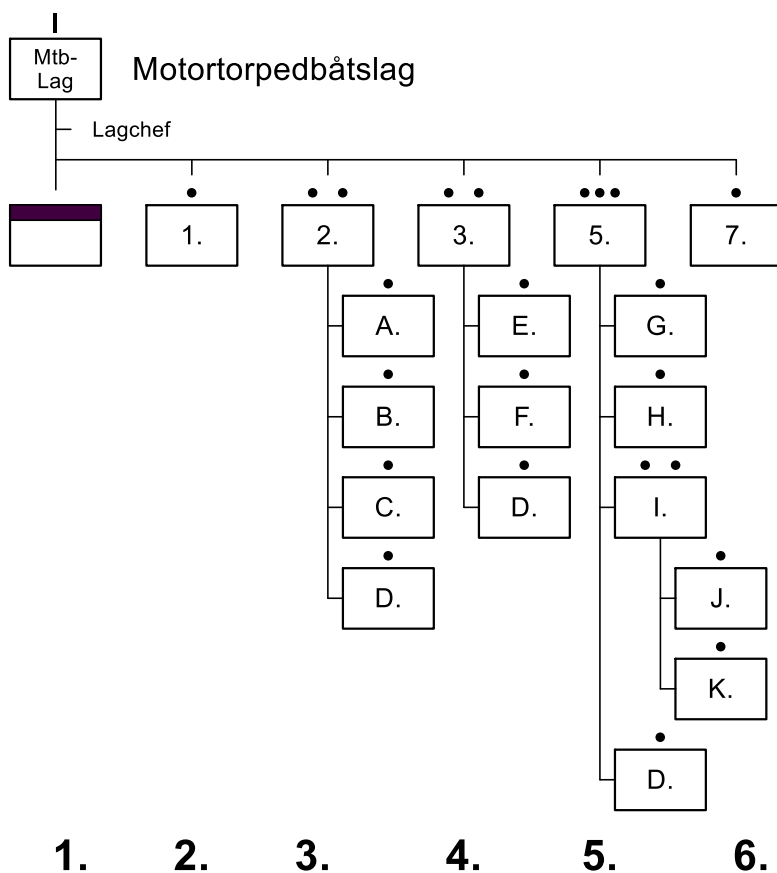 Mtb-
Lag
Motortorpedbåtslag
Lagchef
1. 2. 3. 5. 7.
A. E. G.
B. F. H.
C. D. I.
D. J.
K.
D.
1. 2. 3. 4. 5. 6.